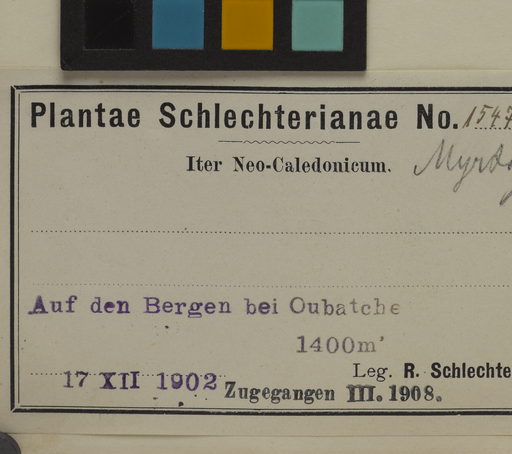 Plantae Schlechterianae No. 1547
Iter Neo-Caledonicum.
Auf den Bergen bei Oubatche
1400m'
Leg. R. Schlechte
17 XII 1902
Zugegangen III. 1908.